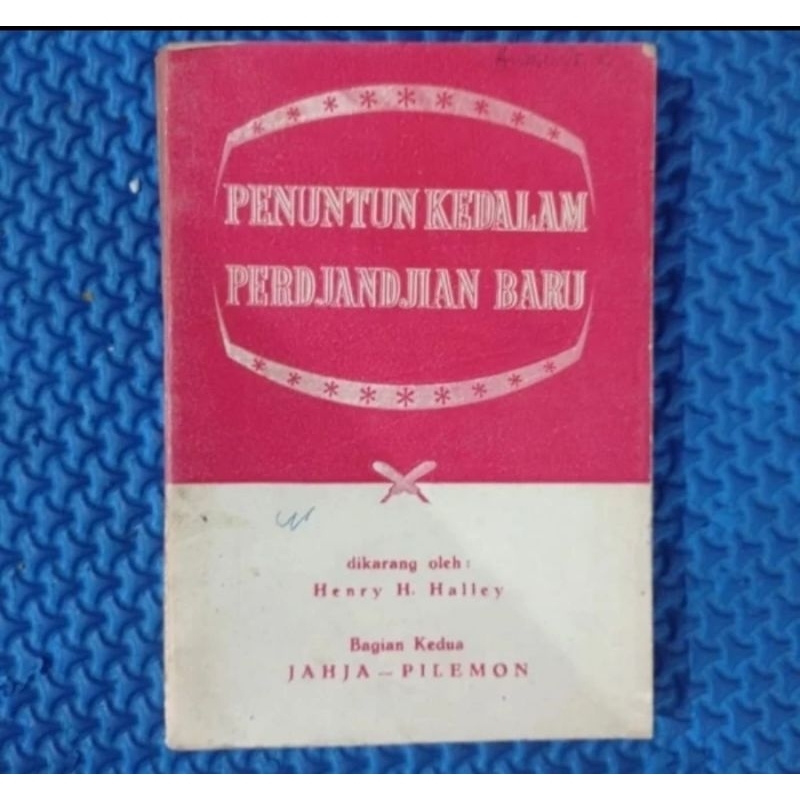 PENUNTUN KEDALAM
PERDJANDJIAN BARU
dikarang oleh:
Henry H. Halley
Bagian Kedua
JAHJA — PILEMON